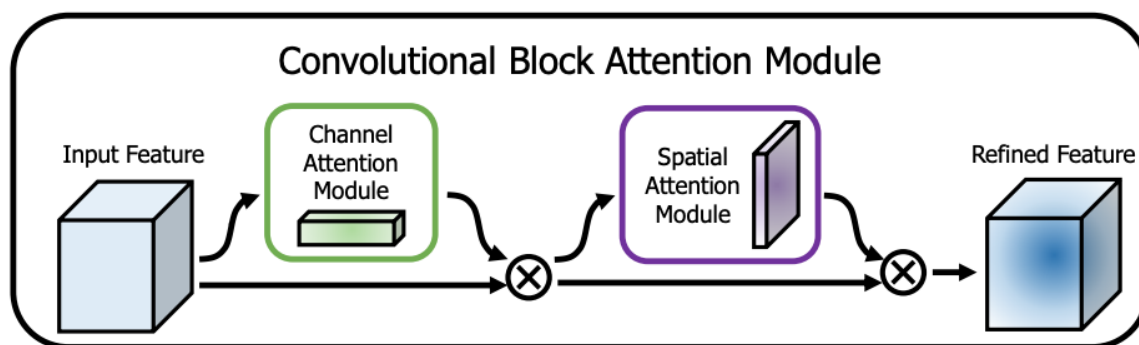 Convolutional Block Attention Module
Input Feature
Channel
Attention
Module
Spatial
Attention
Module
Refined Feature